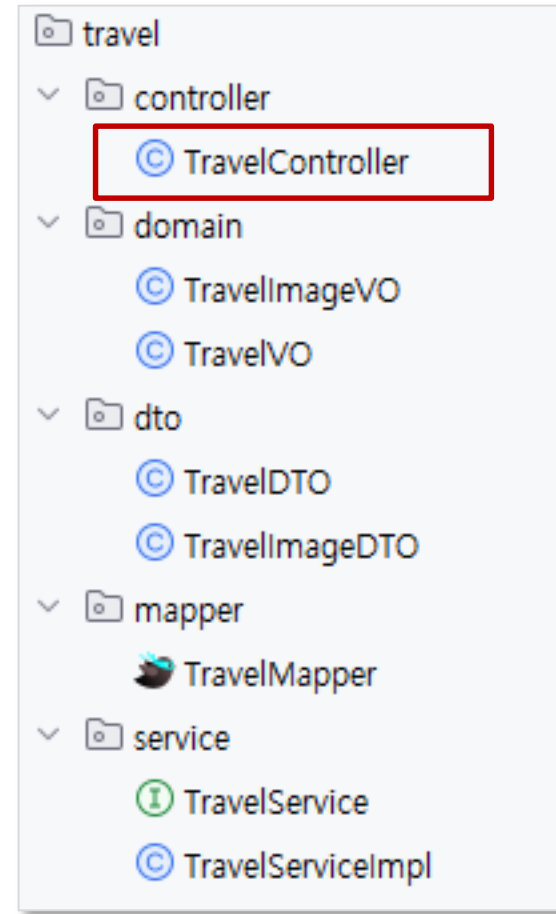 travel
controller
TravelController
domain
TravelImageVO
TravelVO
dto
TravelDTO
TravelImageDTO
mapper
TravelMapper
service
TravelService
TravelServiceImpl